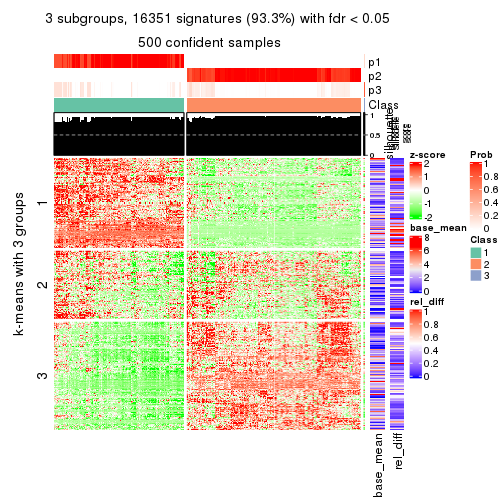 3 subgroups, 16351 signatures (93.3%) with fdr < 0.05
500 confident samples
p1
p2
p3
Class
1
0.5
0
silhouette
k-means with 3 groups
1
2
3
base_mean
rel_diff
z-score
2
1
0
-1
-2
base_mean
8
6
4
2
0
rel_diff
1
0.8
0.6
0.4
0.2
0
Prob
1
0.8
0.6
0.4
0.2
0
Class
1
2
3